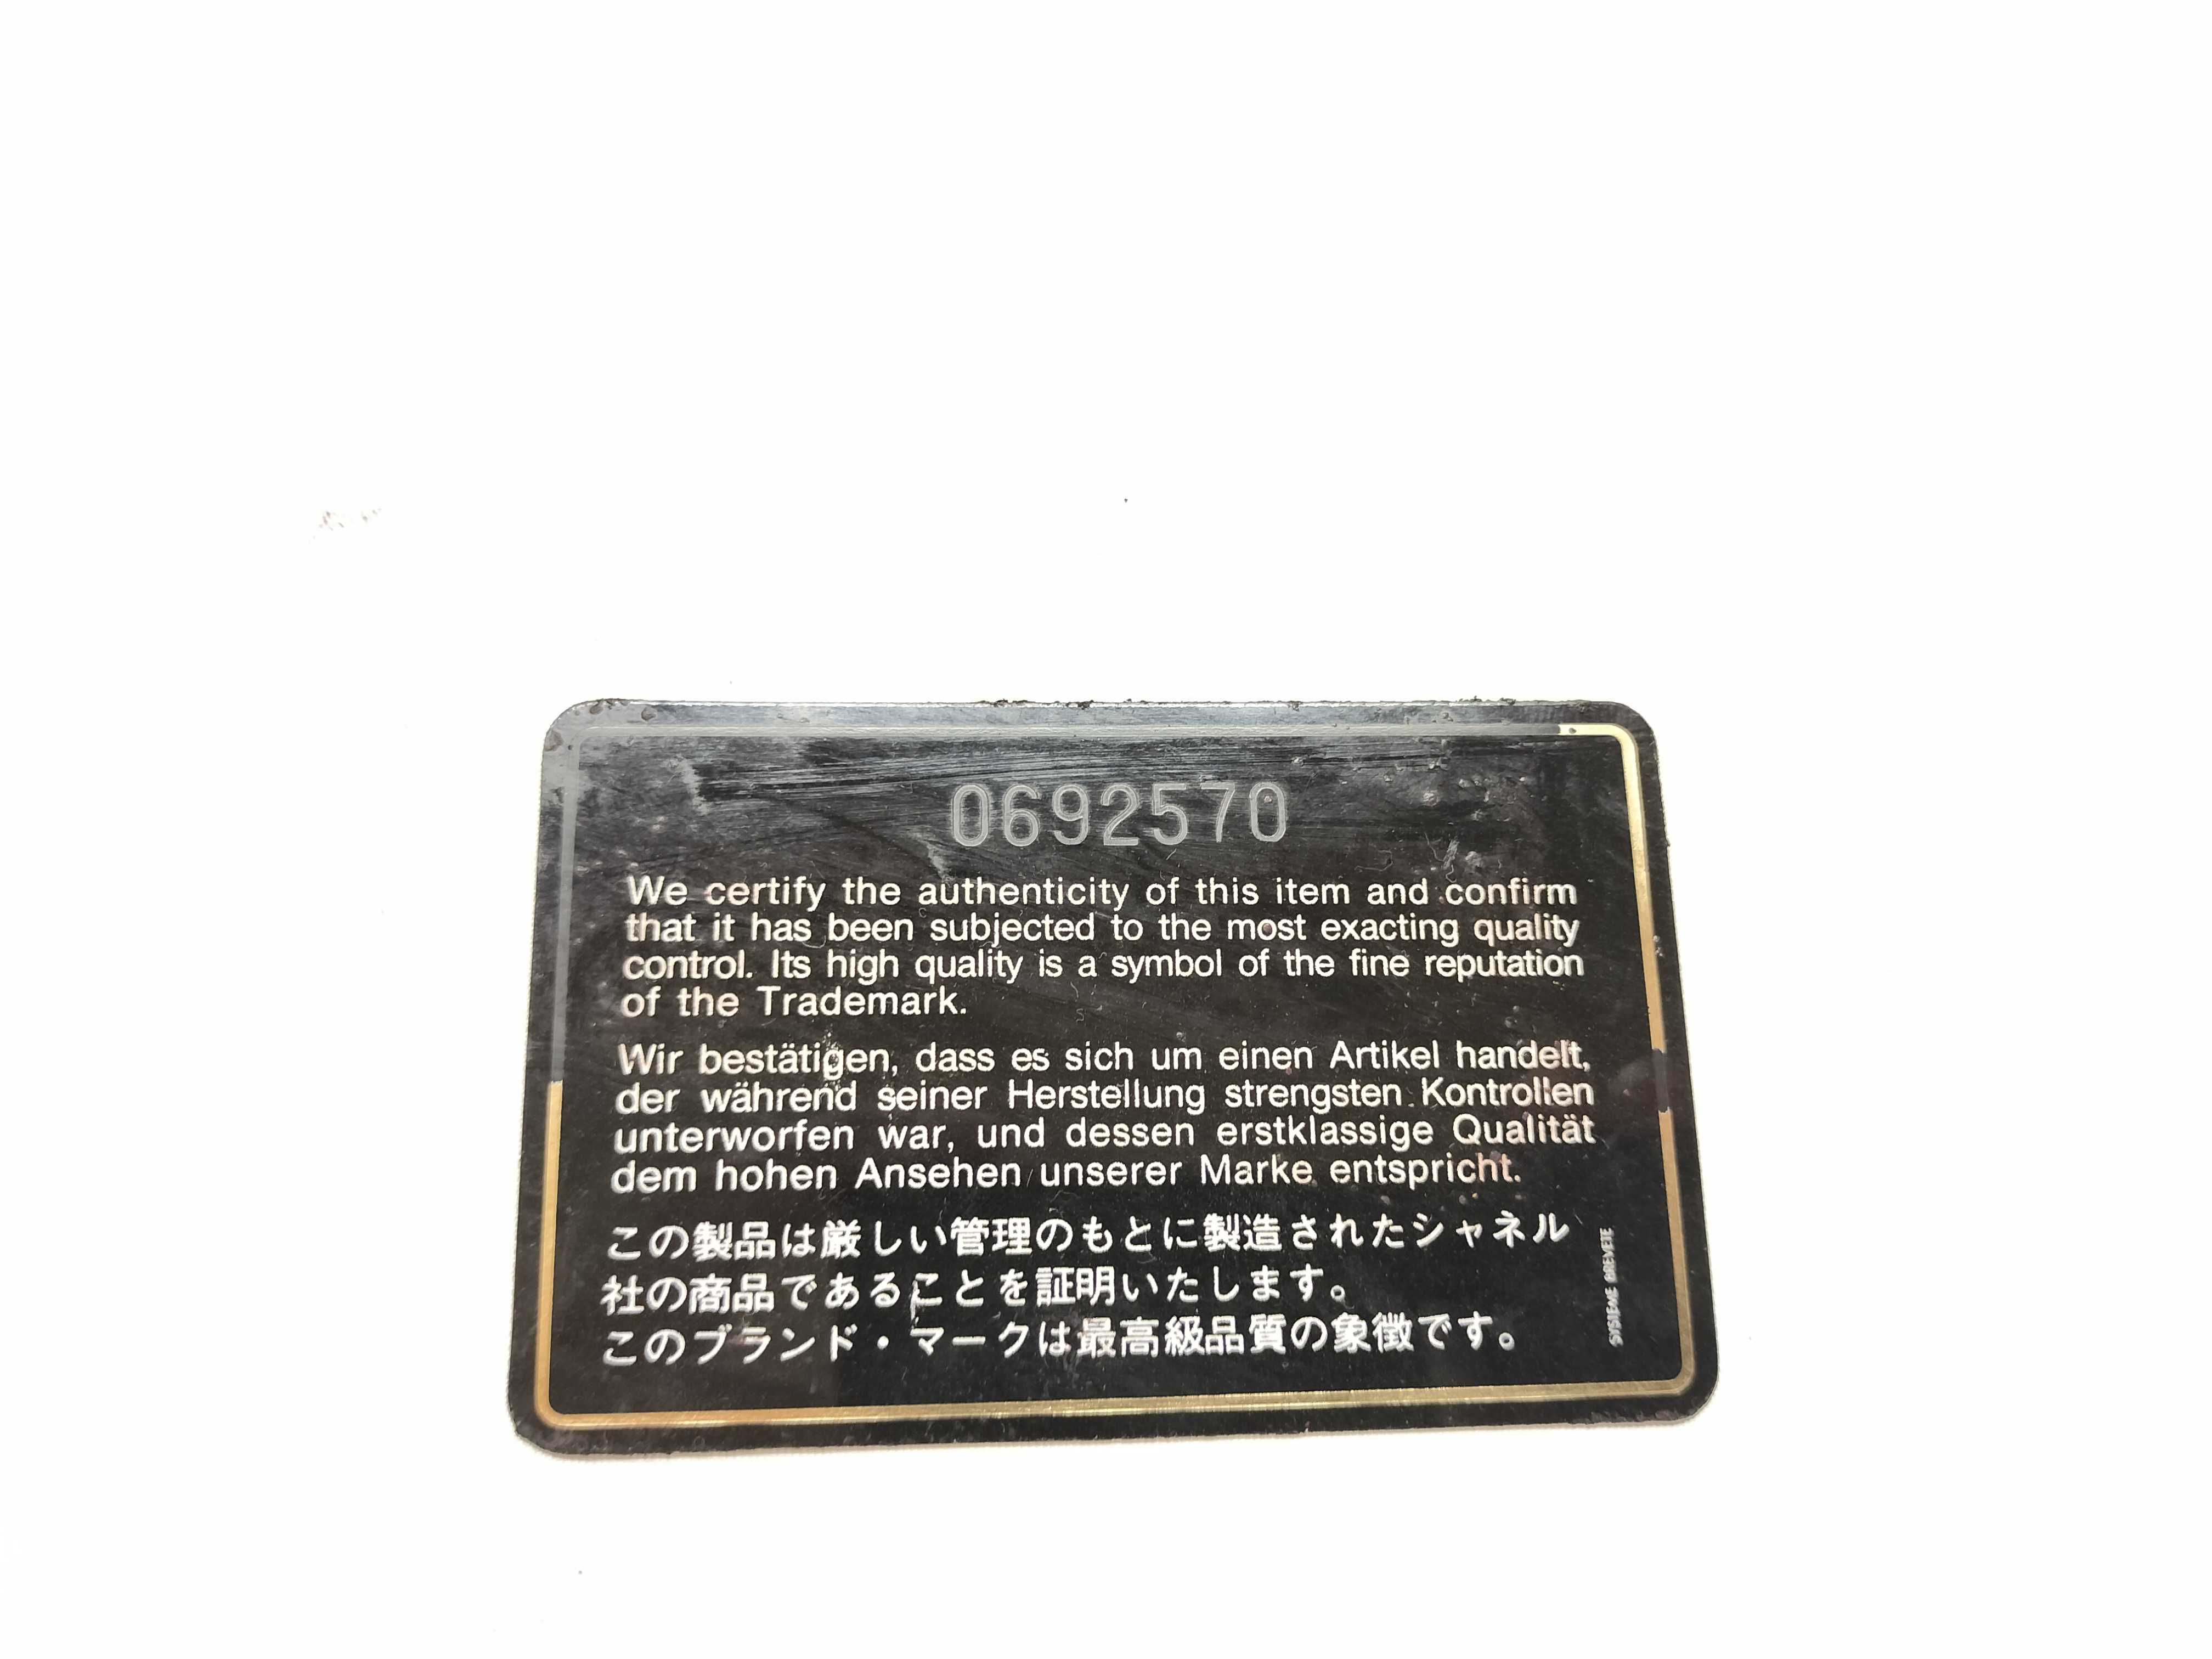 0692570
We certify the authenticity of this item and confirm
that it has been subjected to the most exacting quality
control. Its high quality is a symbol of the fine reputation
of the Trademark.
Wir bestätigen, dass es sich um einen Artikel handelt,
der während seiner Herstellung strengsten Kontrollen
unterworfen war, und dessen erstklassige Qualität
dem hohen Ansehen unserer Marke entspricht.
この製品は厳しい管理のもとに製造されたシャネル
社の商品であることを証明いたします。
このブランド・マークは最高級品質の象徴です。
SYSTEME BREVETE